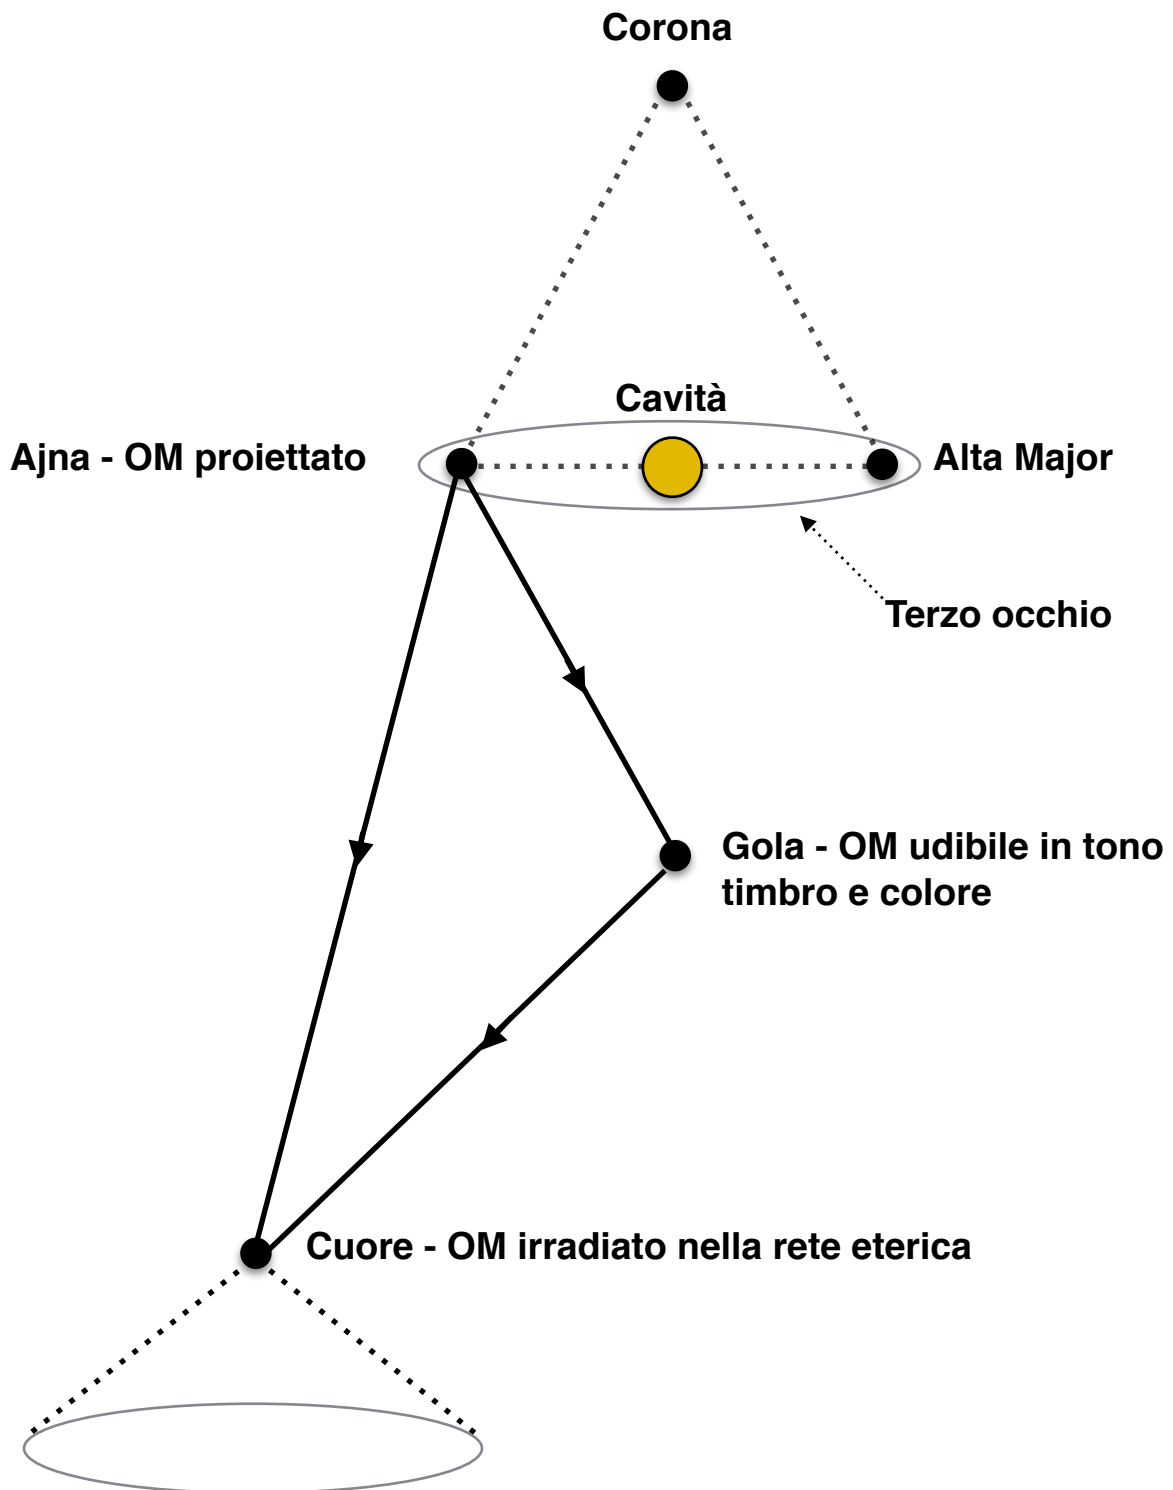 Corona
Cavità
Ajna - OM proiettato
Alta Major
Terzo occhio
Gola - OM udibile in tono
timbro e colore
Cuore - OM irradiato nella rete eterica